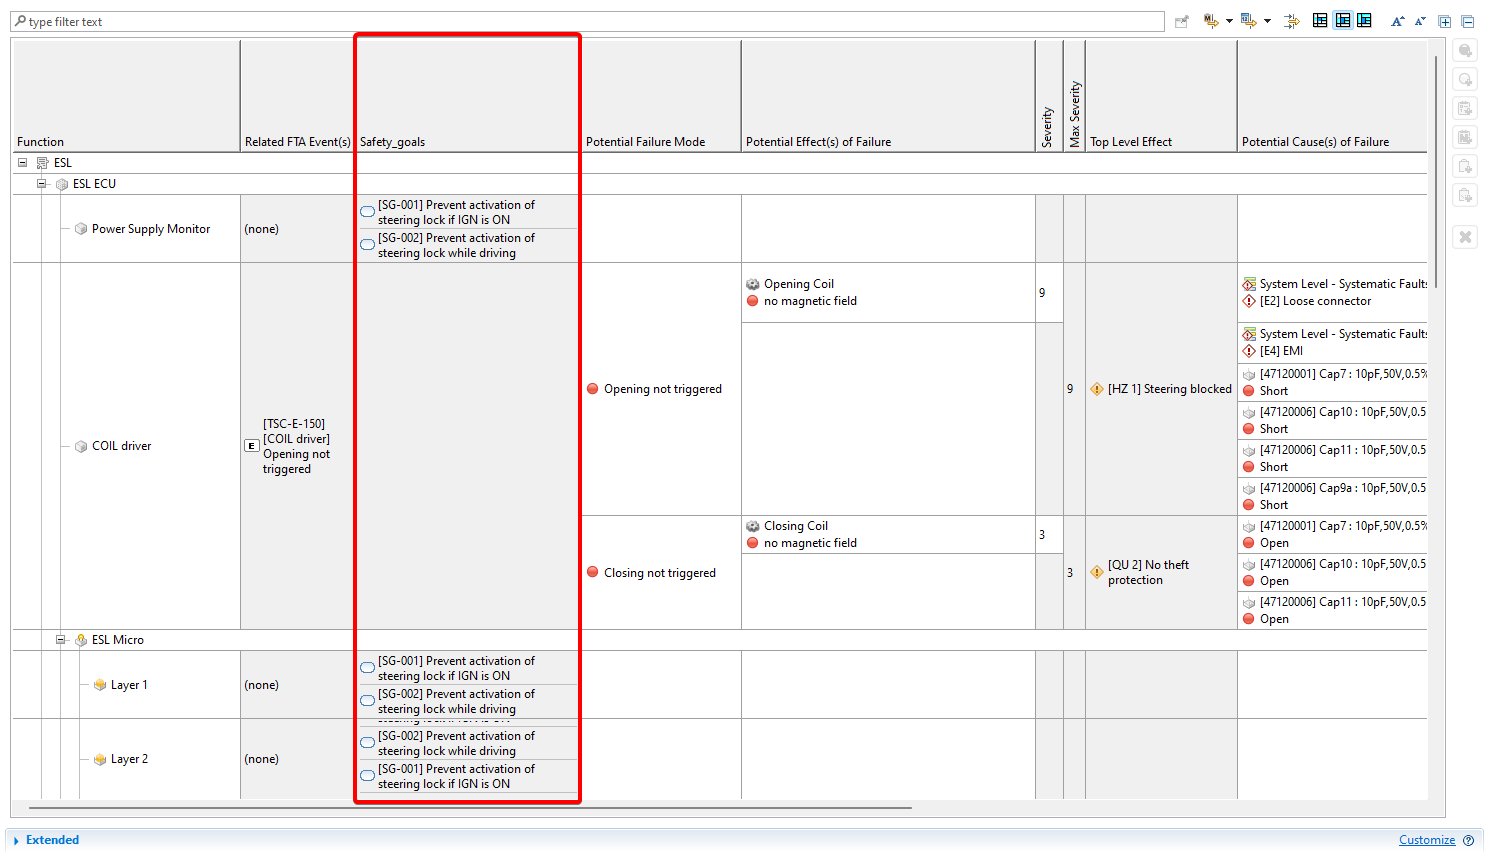 type filter text
Function
Related FTA Event(s)
Safety_goals
Potential Failure Mode
Potential Effect(s) of Failure
Severity
Max Severity
Top Level Effect
Potential Cause(s) of Failure
ESL
ESL ECU
Power Supply Monitor
(none)
[SG-001] Prevent activation of
steering lock if IGN is ON
[SG-002] Prevent activation of
steering lock while driving
COIL driver
E
[TSC-E-150]
[COIL driver]
Opening not
triggered
Opening not triggered
Opening Coil
no magnetic field
9
9
[HZ 1] Steering blocked
System Level - Systematic Faults
[E2] Loose connector
System Level - Systematic Faults
[E4] EMI
[47120001] Cap7 : 10pF,50V,0.5%
Short
[47120006] Cap10 : 10pF,50V,0.5
Short
[47120006] Cap11 : 10pF,50V,0.5
Short
[47120006] Cap9a : 10pF,50V,0.5
Short
Closing not triggered
Closing Coil
no magnetic field
3
3
[QU 2] No theft
protection
[47120001] Cap7 : 10pF,50V,0.5%
Open
[47120006] Cap10 : 10pF,50V,0.5
Open
[47120006] Cap11 : 10pF,50V,0.5
Open
ESL Micro
Layer 1
(none)
[SG-001] Prevent activation of
steering lock if IGN is ON
[SG-002] Prevent activation of
steering lock while driving
Layer 2
(none)
steering lock if IGN is ON
[SG-002] Prevent activation of
steering lock while driving
[SG-001] Prevent activation of
steering lock if IGN is ON
Extended
Customize